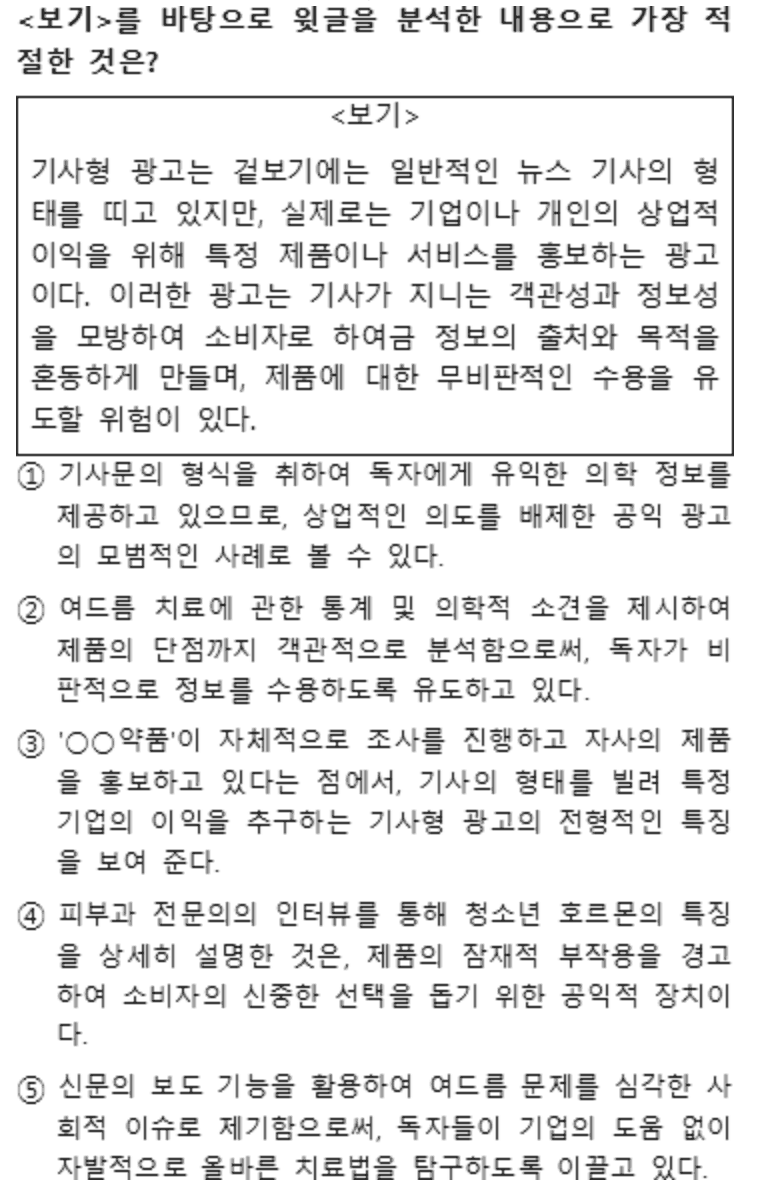 <보기>를 바탕으로 윗글을 분석한 내용으로 가장 적
절한 것은?
<보기>
기사형 광고는 겉보기에는 일반적인 뉴스 기사의 형
태를 띠고 있지만, 실제로는 기업이나 개인의 상업적
이익을 위해 특정 제품이나 서비스를 홍보하는 광고
이다. 이러한 광고는 기사가 지니는 객관성과 정보성
을 모방하여 소비자로 하여금 정보의 출처와 목적을
혼동하게 만들며, 제품에 대한 무비판적인 수용을 유
도할 위험이 있다.
① 기사문의 형식을 취하여 독자에게 유익한 의학 정보를
제공하고 있으므로, 상업적인 의도를 배제한 공익 광고
의 모범적인 사례로 볼 수 있다.
② 여드름 치료에 관한 통계 및 의학적 소견을 제시하여
제품의 단점까지 객관적으로 분석함으로써, 독자가 비
판적으로 정보를 수용하도록 유도하고 있다.
③ '○○약품'이 자체적으로 조사를 진행하고 자사의 제품
을 홍보하고 있다는 점에서, 기사의 형태를 빌려 특정
기업의 이익을 추구하는 기사형 광고의 전형적인 특징
을 보여 준다.
④ 피부과 전문의의 인터뷰를 통해 청소년 호르몬의 특징
을 상세히 설명한 것은, 제품의 잠재적 부작용을 경고
하여 소비자의 신중한 선택을 돕기 위한 공익적 장치이
다.
⑤ 신문의 보도 기능을 활용하여 여드름 문제를 심각한 사
회적 이슈로 제기함으로써, 독자들이 기업의 도움 없이
자발적으로 올바른 치료법을 탐구하도록 이끌고 있다.